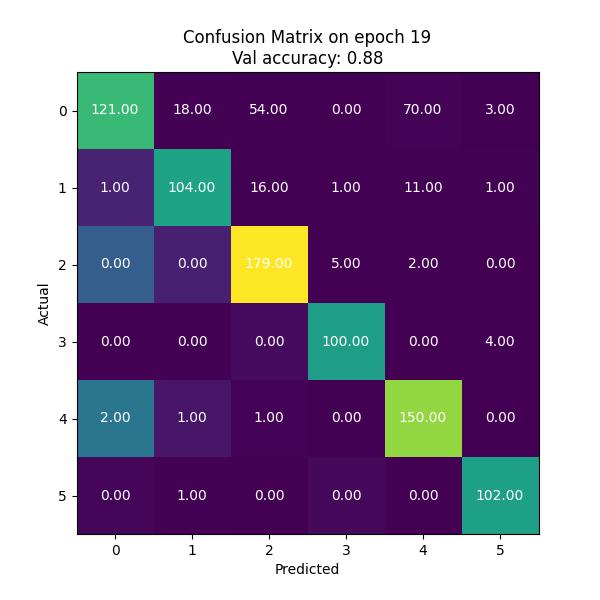 Confusion Matrix on epoch 19
Val accuracy: 0.88
0 121.00 18.00 54.00 0.00 70.00 3.00
1 1.00 104.00 16.00 1.00 11.00 1.00
2 0.00 0.00 179.00 5.00 2.00 0.00
Actual
3 0.00 0.00 0.00 100.00 0.00 4.00
4 2.00 1.00 1.00 0.00 150.00 0.00
5 0.00 1.00 0.00 0.00 0.00 102.00
0 1 2 3 4 5
Predicted